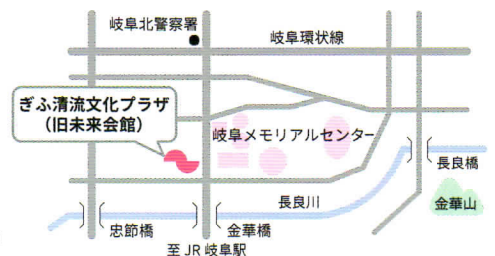 岐阜北警察署
岐阜環状線
ぎふ清流文化プラザ
(旧未来会館)
岐阜メモリアルセンター
長良橋
長良川
金華山
忠節橋
金華橋
至 JR 岐阜駅